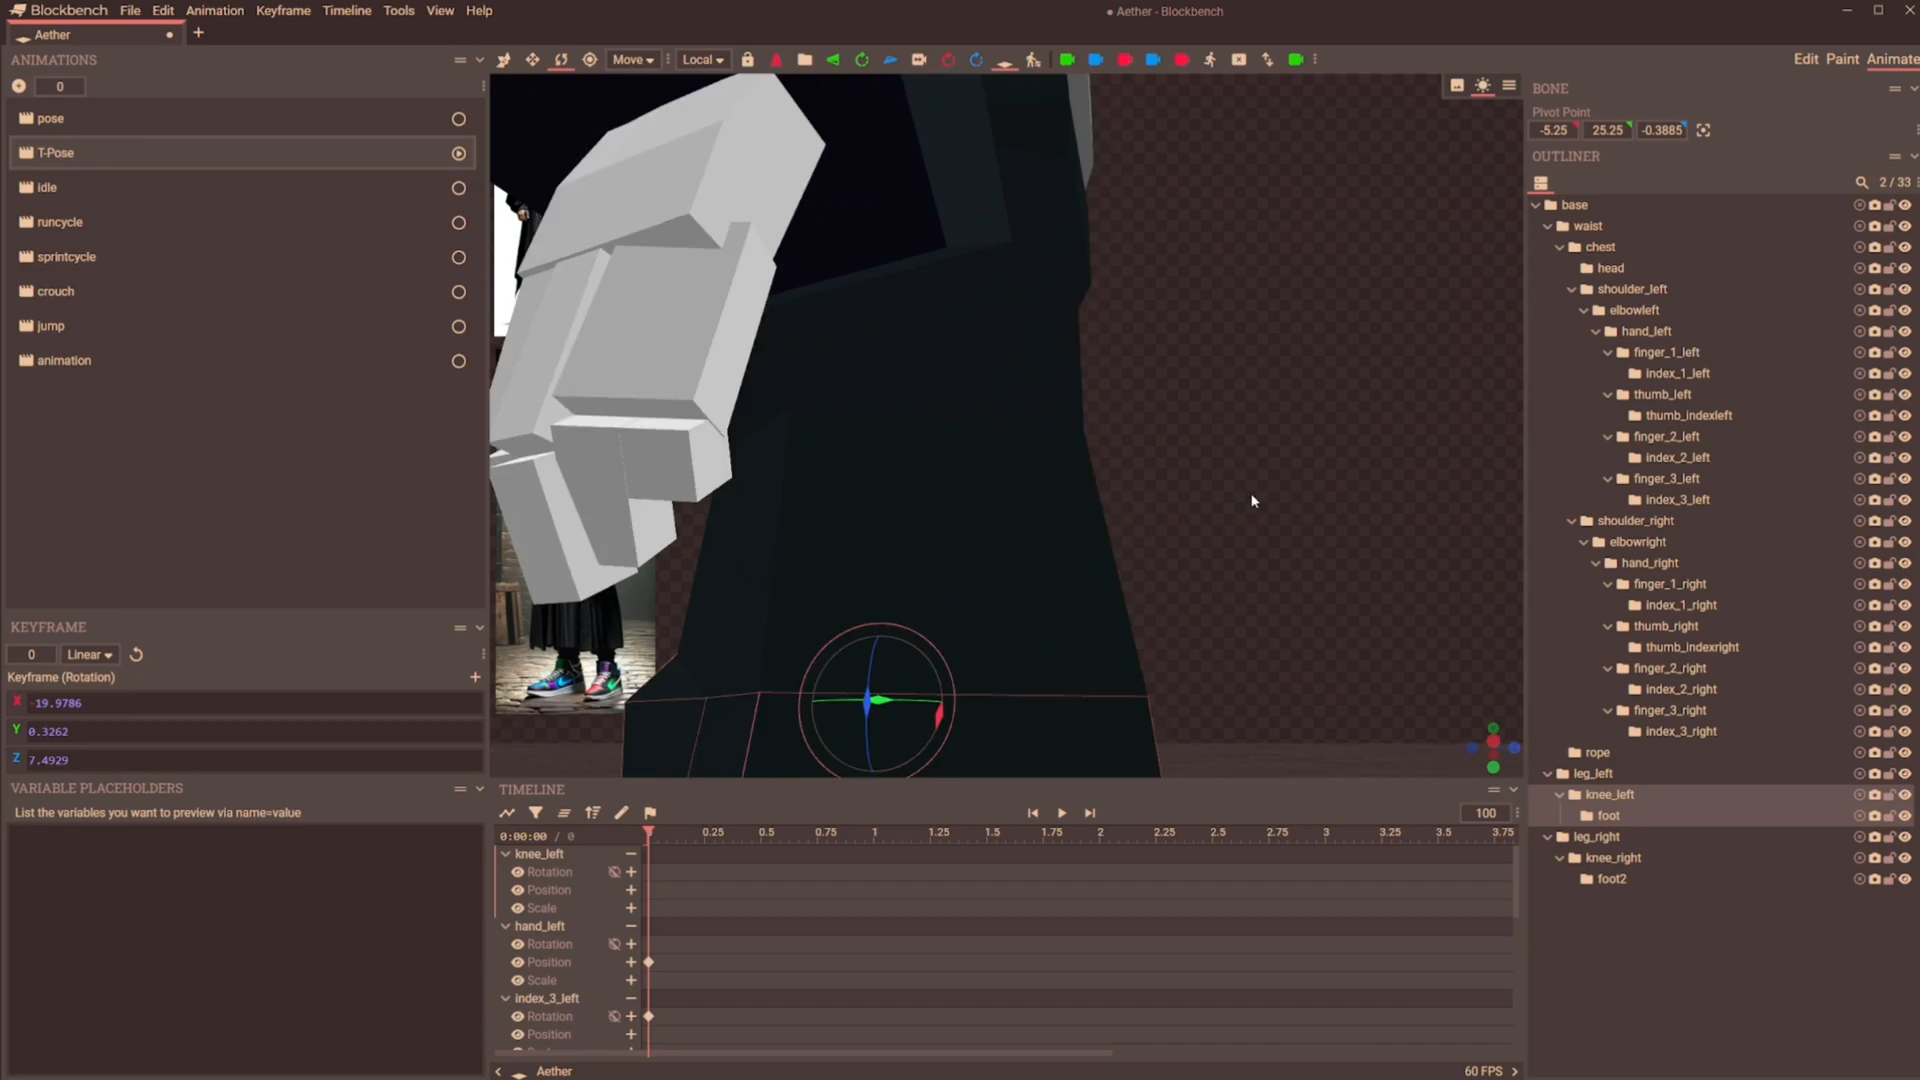 Blockbench File Edit Animation Keyframe Timeline Tools View Help
Aether - Blockbench
Aether
ANIMATIONS
Move
Local
Edit Paint Animate
0
pose
T-Pose
idle
runcycle
sprintcycle
crouch
jump
animation
KEYFRAME
0 Linear
Keyframe (Rotation)
X -19.9786
Y 0.3262
Z 7.4929
VARIABLE PLACEHOLDERS
List the variables you want to preview via name=value
TIMELINE
100
0:00:00 / 0
0.25 0.5 0.75 1 1.25 1.5 1.75 2 2.25 2.5 2.75 3 3.25 3.5 3.75
knee_left
Rotation
Position
Scale
hand_left
Rotation
Position
Scale
index_3_left
Rotation
Position
Aether
60 FPS
BONE
Pivot Point
-5.25 25.25 -0.3885
OUTLINER
2 / 33
base
waist
chest
head
shoulder_left
elbowleft
hand_left
finger_1_left
index_1_left
thumb_left
thumb_indexleft
finger_2_left
index_2_left
finger_3_left
index_3_left
shoulder_right
elbowright
hand_right
finger_1_right
index_1_right
thumb_right
thumb_indexright
finger_2_right
index_2_right
finger_3_right
index_3_right
rope
leg_left
knee_left
foot
leg_right
knee_right
foot2